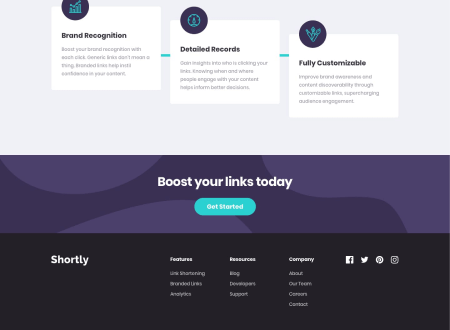 Brand Recognition
Boost your brand recognition with
each click. Generic links don't mean a
thing. Branded links help instil
confidence in your content.
Detailed Records
Gain insights into who is clicking your
links. Knowing when and where
people engage with your content
helps inform better decisions.
Fully Customizable
Improve brand awareness and
content discoverability through
customizable links, supercharging
audience engagement.
Boost your links today
Get Started
Shortly
Features
Link Shortening
Branded Links
Analytics
Resources
Blog
Developers
Support
Company
About
Our Team
Careers
Contact